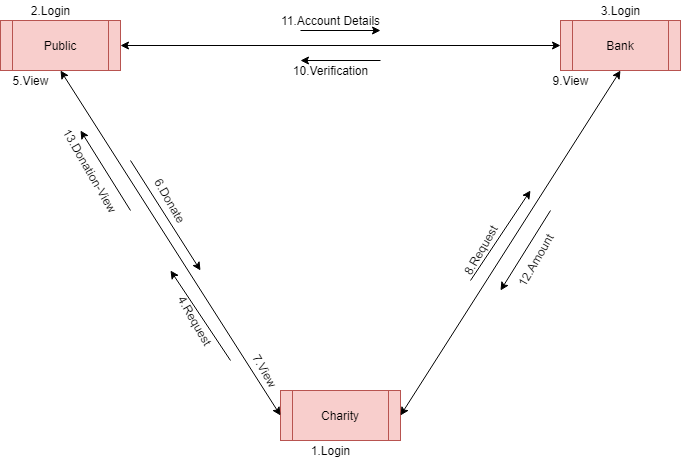 2.Login
11.Account Details
3.Login
Public
Bank
10.Verification
5.View
9.View
13.Donation-View
6.Donate
8.Request
12.Amount
4.Request
7.View
Charity
1.Login